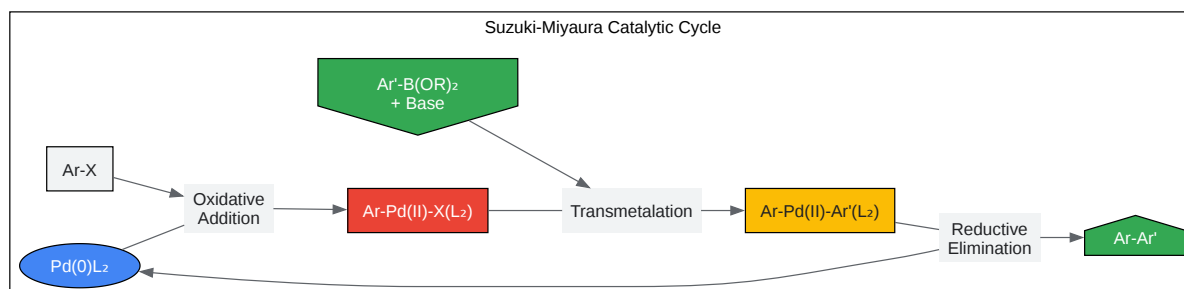 Suzuki-Miyaura Catalytic Cycle
Ar'-B(OR)₂
+ Base
Ar-X
Oxidative
Addition
Ar-Pd(II)-X(L₂)
Transmetalation
Ar-Pd(II)-Ar'(L₂)
Reductive
Elimination
Ar-Ar'
Pd(0)L₂